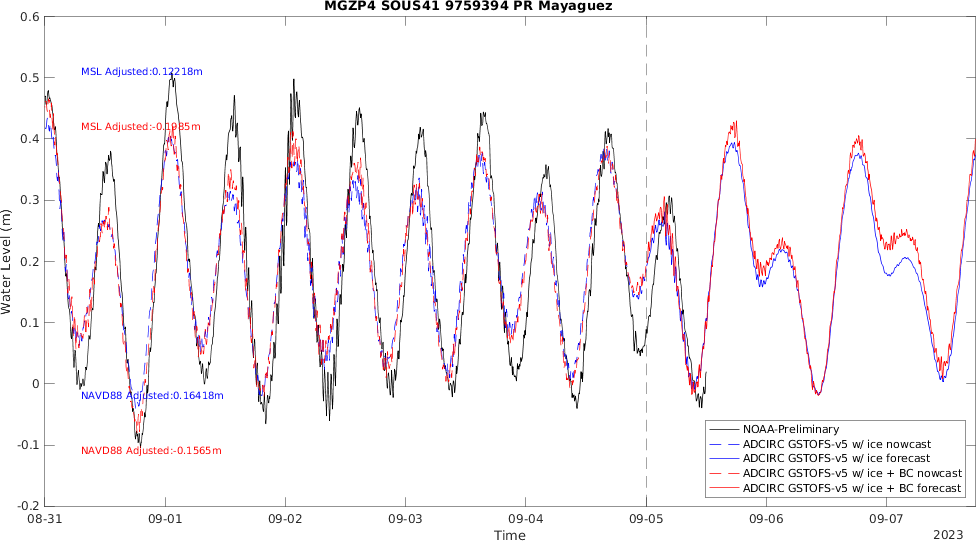 MGZP4 SOUS41 9759394 PR Mayaguez
0.6
0.5
0.4
0.3
0.2
0.1
0
-0.1
-0.2
Water Level (m)
MSL Adjusted:0.12218m
MSL Adjusted:-0.1985m
NAVD88 Adjusted:0.16418m
NAVD88 Adjusted:-0.1565m
NOAA-Preliminary
ADCIRC GSTOFS-v5 w/ ice nowcast
ADCIRC GSTOFS-v5 w/ ice forecast
ADCIRC GSTOFS-v5 w/ ice + BC nowcast
ADCIRC GSTOFS-v5 w/ ice + BC forecast
08-31 09-01 09-02 09-03 09-04 09-05 09-06 09-07
Time
2023